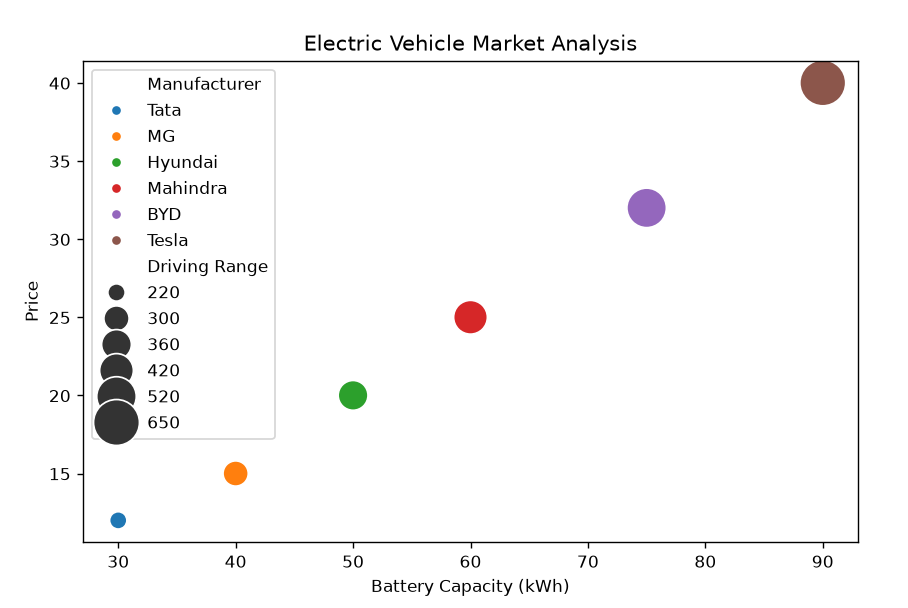 Electric Vehicle Market Analysis
Manufacturer
Tata
MG
Hyundai
Mahindra
BYD
Tesla
Driving Range
220
300
360
420
520
650
Price
40
35
30
25
20
15
30 40 50 60 70 80 90
Battery Capacity (kWh)